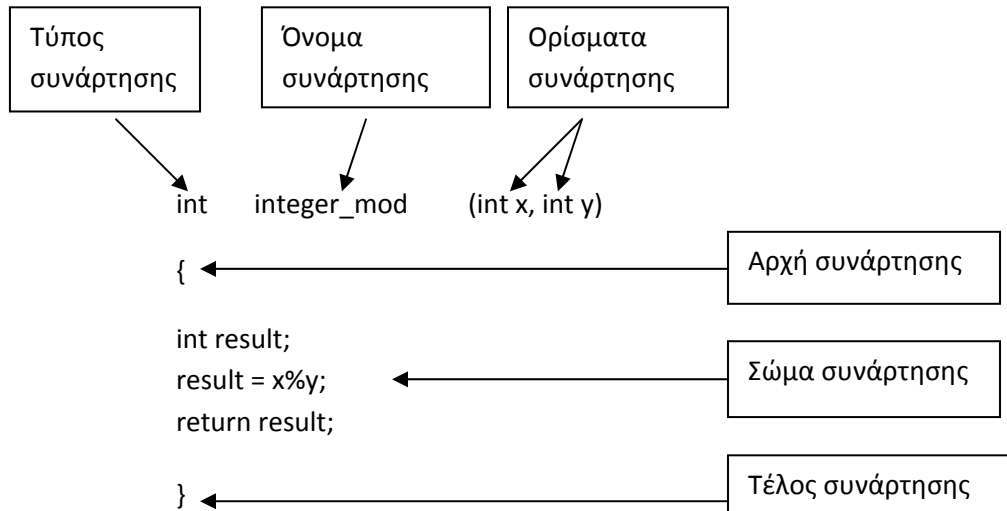 Τύπος
συνάρτησης
Όνομα
συνάρτησης
Ορίσματα
συνάρτησης
int integer_mod (int x, int y)
{
Αρχή συνάρτησης
int result;
result = x%y;
return result;
Σώμα συνάρτησης
}
Τέλος συνάρτησης